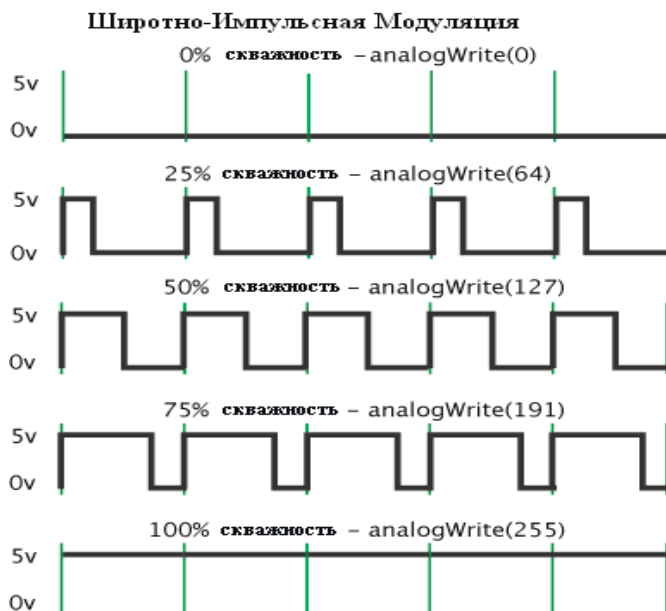 Широтно-Импульсная Модуляция
0% скважность – analogWrite(0)
5v
0v
25% скважность – analogWrite(64)
5v
0v
50% скважность – analogWrite(127)
5v
0v
75% скважность – analogWrite(191)
5v
0v
100% скважность – analogWrite(255)
5v
0v